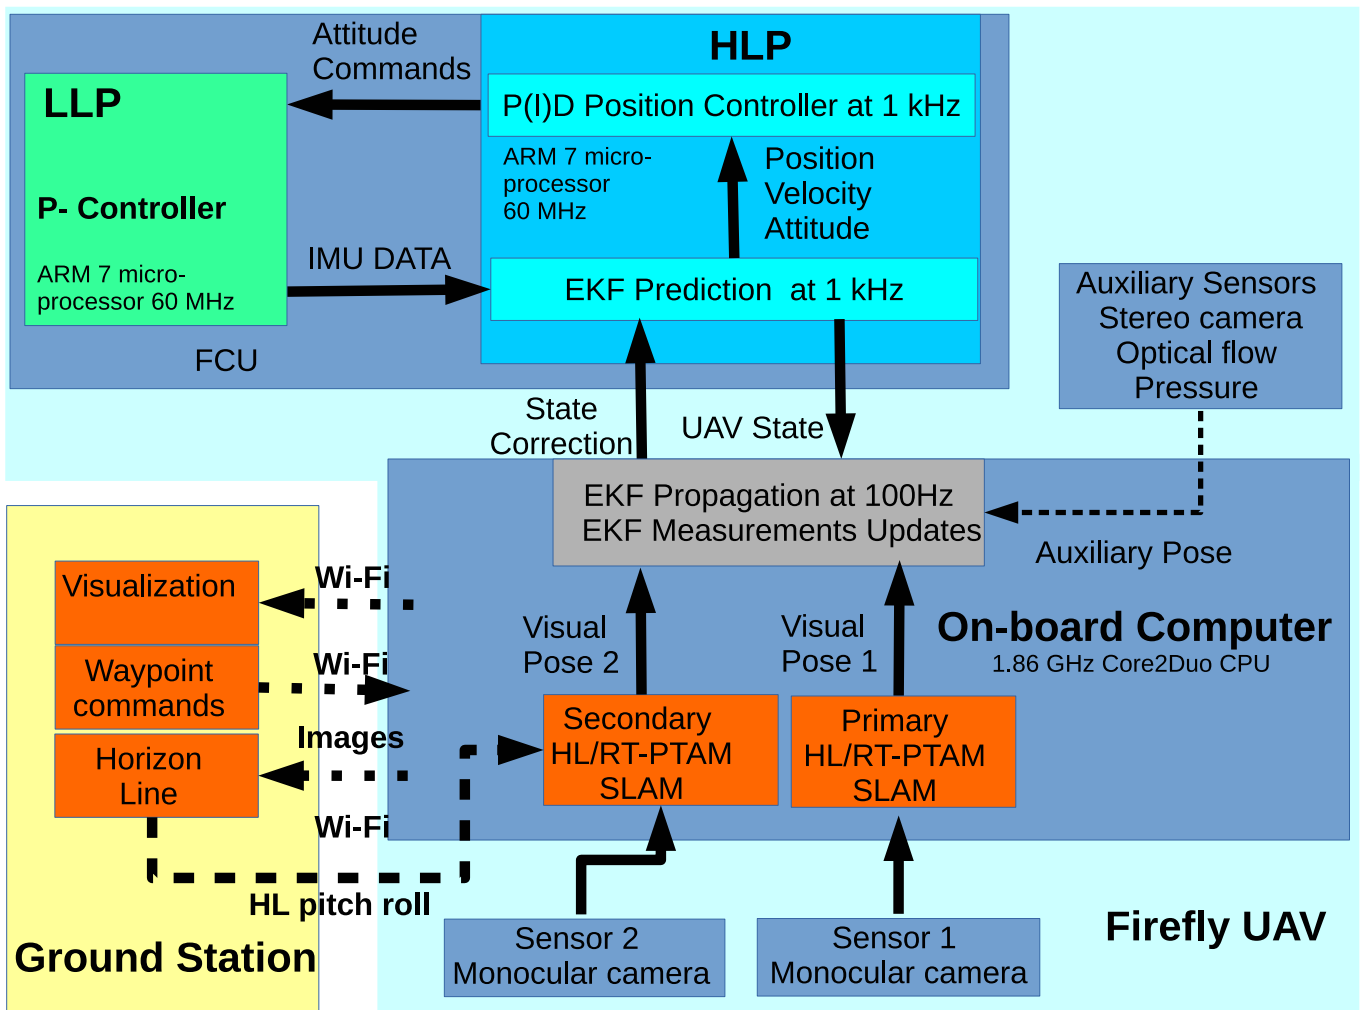 Attitude
Commands
HLP
LLP
P(I)D Position Controller at 1 kHz
ARM 7 micro-
processor
60 MHz
Position
Velocity
Attitude
P- Controller
ARM 7 micro-
processor 60 MHz
IMU DATA
EKF Prediction  at 1 kHz
FCU
Auxiliary Sensors
Stereo camera
Optical flow
Pressure
State
Correction
UAV State
EKF Propagation at 100Hz
EKF Measurements Updates
Auxiliary Pose
Visualization
Wi-Fi
Waypoint
commands
Wi-Fi
Horizon
Line
Images
Wi-Fi
HL pitch roll
Ground Station
Visual
Pose 2
Visual
Pose 1
On-board Computer
1.86 GHz Core2Duo CPU
Secondary
HL/RT-PTAM
SLAM
Primary
HL/RT-PTAM
SLAM
Sensor 2
Monocular camera
Sensor 1
Monocular camera
Firefly UAV